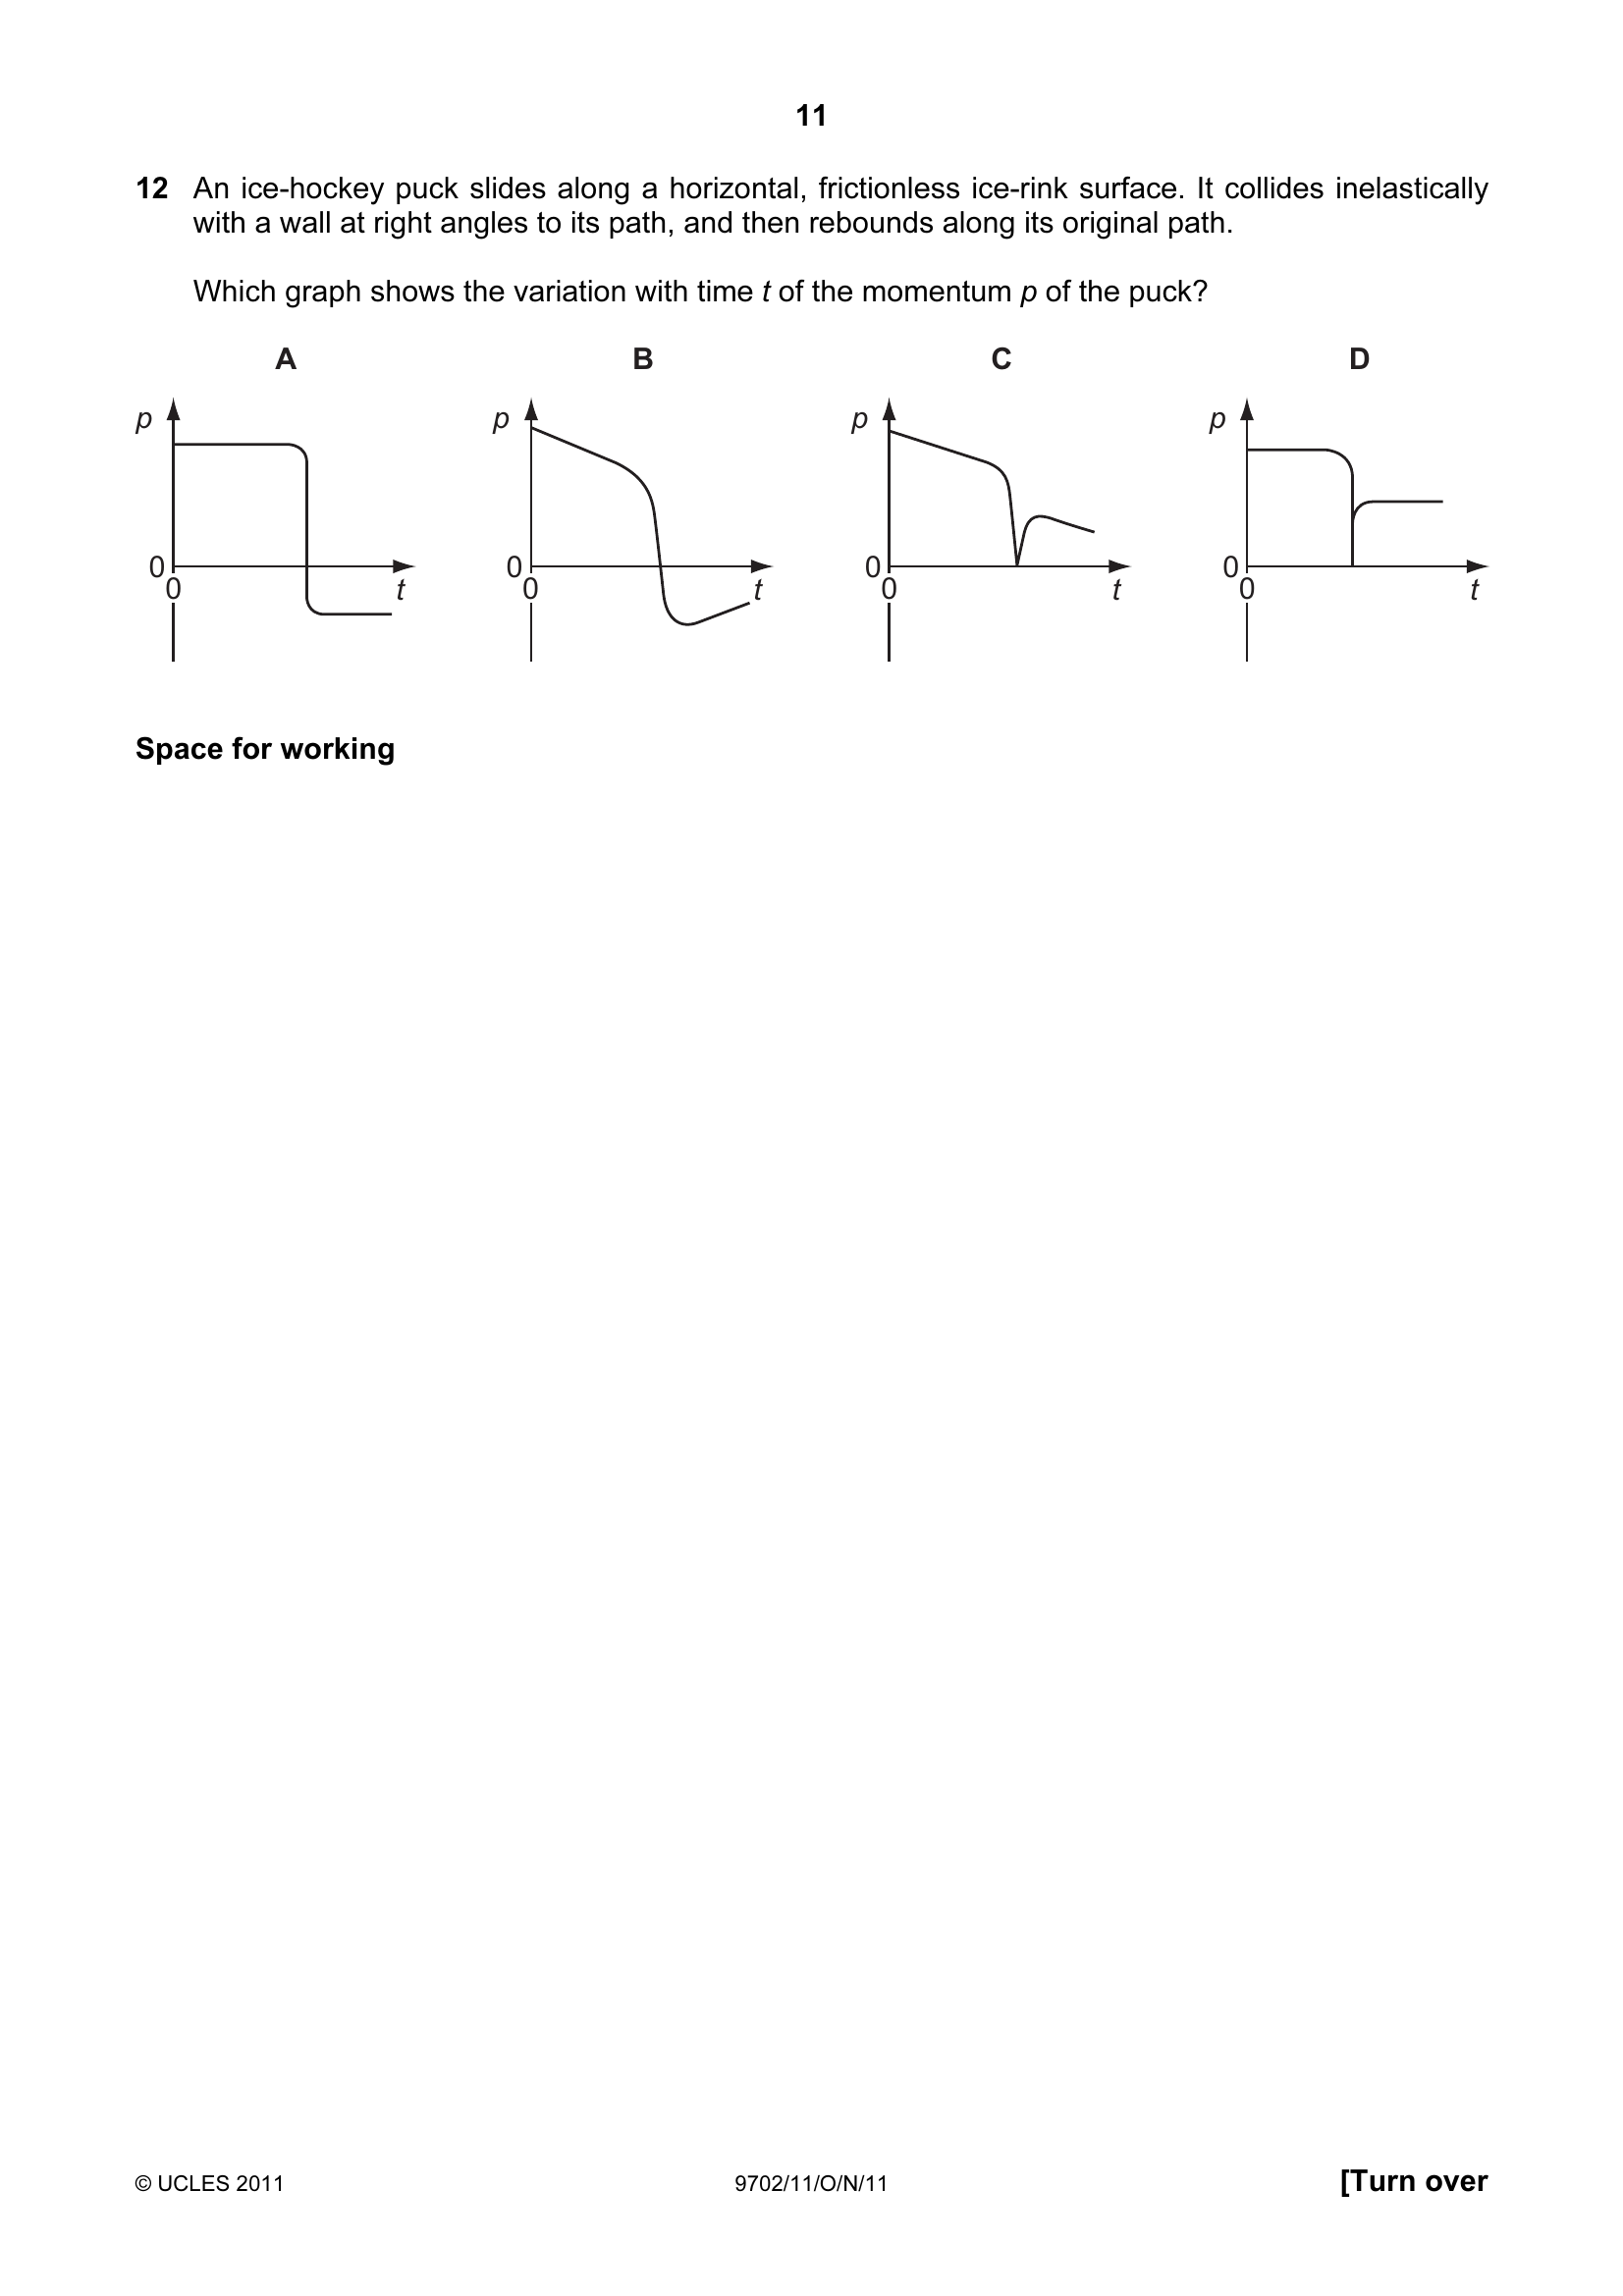 11
12 An ice-hockey puck slides along a horizontal, frictionless ice-rink surface. It collides inelastically
with a wall at right angles to its path, and then rebounds along its original path.
Which graph shows the variation with time t of the momentum p of the puck?
A B C D
p p p p
0 0 0 0
0 t 0 t 0 t 0 t
Space for working
© UCLES 2011 9702/11/O/N/11 [Turn over